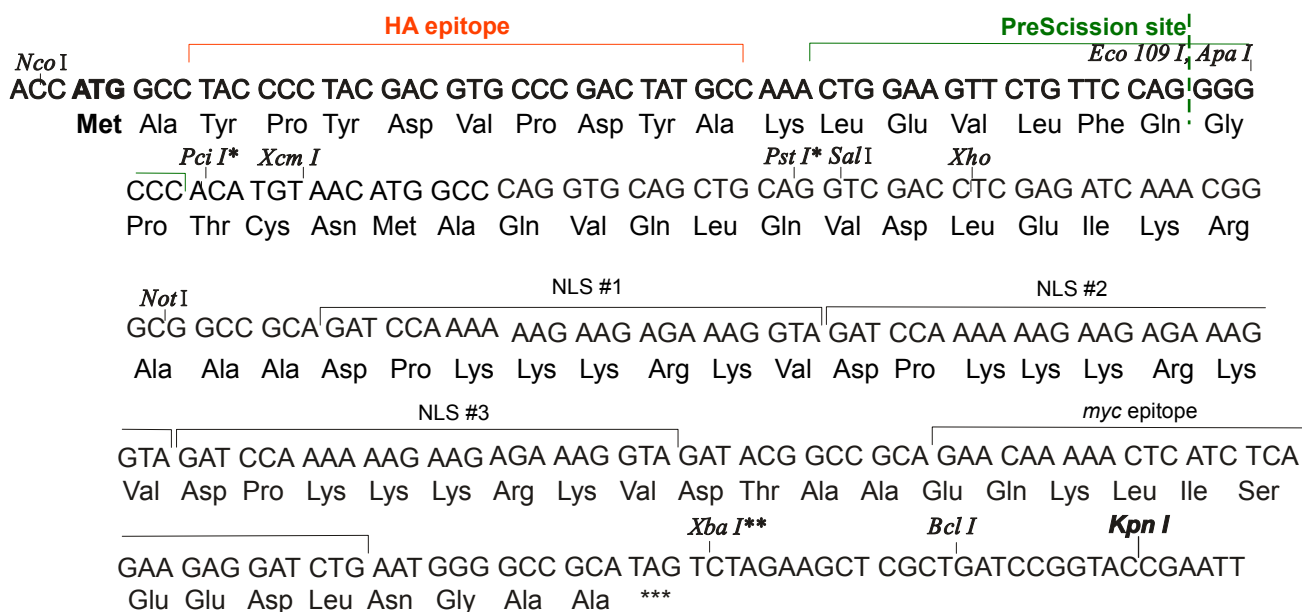 HA epitope PreScission site
Nco I Eco 109 I, Apa I
ACC ATG GCC TAC CCC TAC GAC GTG CCC GAC TAT GCC AAA CTG GAA GTT CTG TTC CAG GGG
Met Ala Tyr Pro Tyr Asp Val Pro Asp Tyr Ala Lys Leu Glu Val Leu Phe Gln Gly
Pci I* Xcm I Pst I* Sal I Xho
CCC ACA TGT AAC ATG GCC CAG GTG CAG CTG CAG GTC GAC CTC GAG ATC AAA CGG
Pro Thr Cys Asn Met Ala Gln Val Gln Leu Gln Val Asp Leu Glu Ile Lys Arg
Not I NLS #1 NLS #2
GCG GCC GCA GAT CCA AAA AAG AAG AGA AAG GTA GAT CCA AAA AAG AAG AGA AAG
Ala Ala Ala Asp Pro Lys Lys Lys Arg Lys Val Asp Pro Lys Lys Lys Arg Lys
NLS #3 myc epitope
GTA GAT CCA AAA AAG AAG AGA AAG GTA GAT ACG GCC GCA GAA CAA AAA CTC ATC TCA
Val Asp Pro Lys Lys Lys Arg Lys Val Asp Thr Ala Ala Glu Gln Lys Leu Ile Ser
Xba I** Bcl I Kpn I
GAA GAG GAT CTG AAT GGG GCC GCA TAG TCTAGAAGCT CGCTGATCCGGTACCGAATT
Glu Glu Asp Leu Asn Gly Ala Ala ***